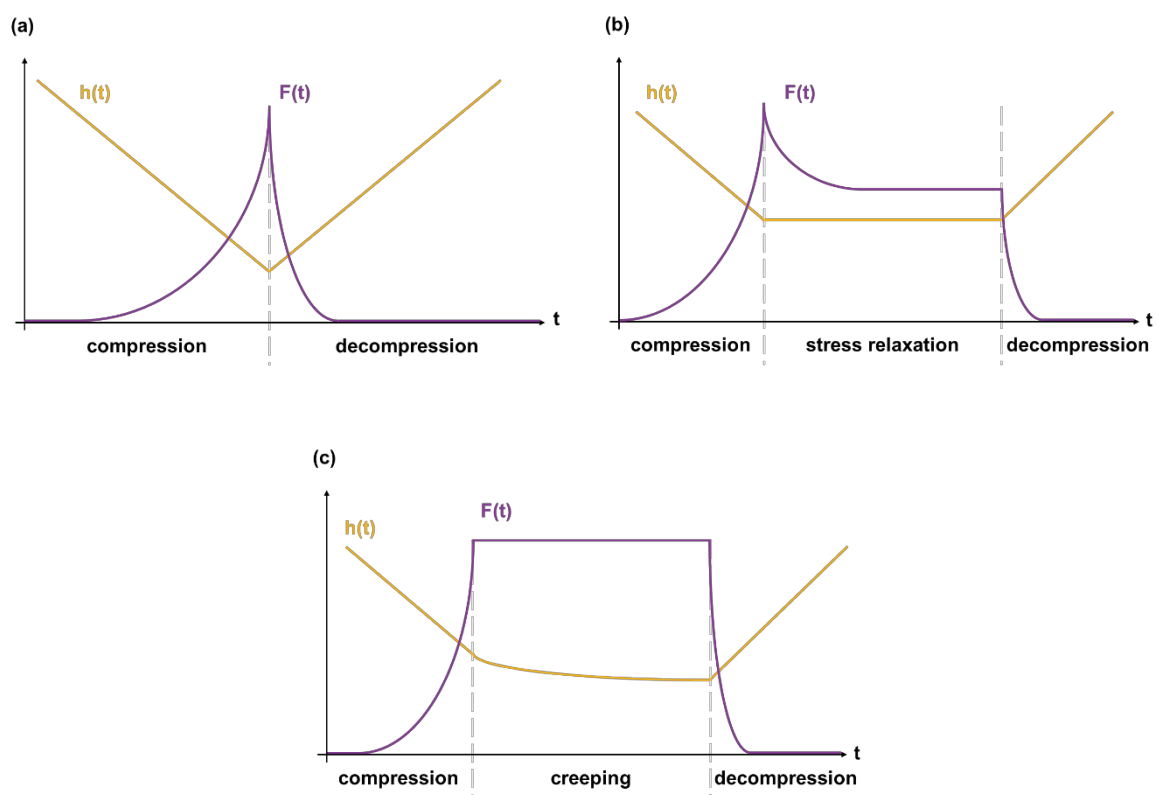 (a)
h(t)
F(t)
t
compression
decompression
(b)
h(t)
F(t)
t
compression
stress relaxation
decompression
(c)
h(t)
F(t)
t
compression
creeping
decompression